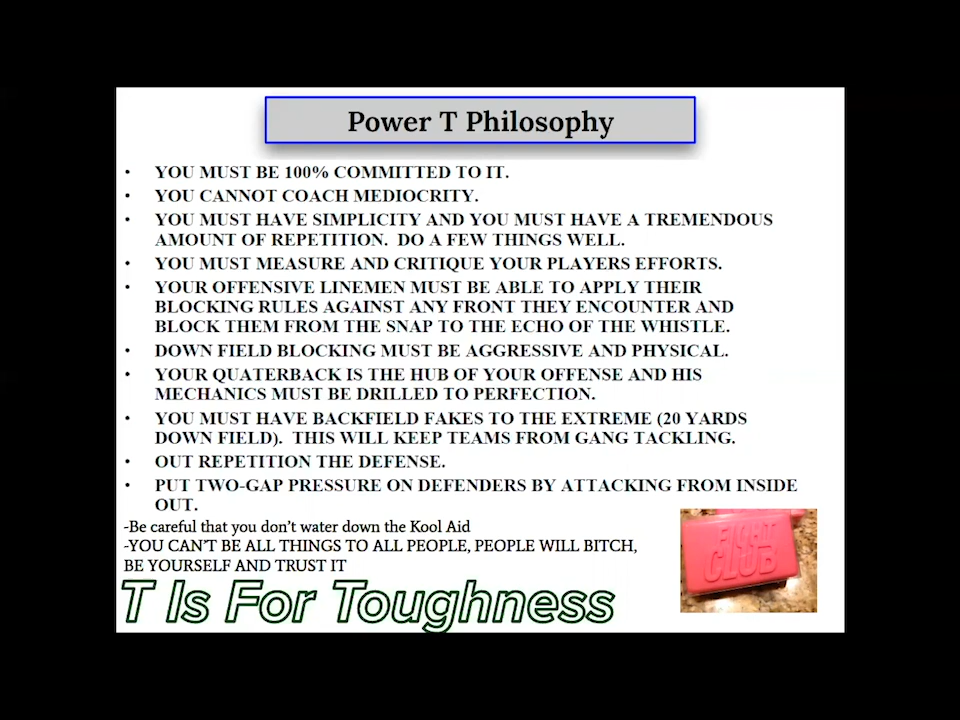 Power T Philosophy
• YOU MUST BE 100% COMMITTED TO IT.
• YOU CANNOT COACH MEDIOCRITY.
• YOU MUST HAVE SIMPLICITY AND YOU MUST HAVE A TREMENDOUS
AMOUNT OF REPETITION. DO A FEW THINGS WELL.
• YOU MUST MEASURE AND CRITIQUE YOUR PLAYERS EFFORTS.
• YOUR OFFENSIVE LINEMEN MUST BE ABLE TO APPLY THEIR
BLOCKING RULES AGAINST ANY FRONT THEY ENCOUNTER AND
BLOCK THEM FROM THE SNAP TO THE ECHO OF THE WHISTLE.
• DOWN FIELD BLOCKING MUST BE AGGRESSIVE AND PHYSICAL.
• YOUR QUATERBACK IS THE HUB OF YOUR OFFENSE AND HIS
MECHANICS MUST BE DRILLED TO PERFECTION.
• YOU MUST HAVE BACKFIELD FAKES TO THE EXTREME (20 YARDS
DOWN FIELD). THIS WILL KEEP TEAMS FROM GANG TACKLING.
• OUT REPETITION THE DEFENSE.
• PUT TWO-GAP PRESSURE ON DEFENDERS BY ATTACKING FROM INSIDE
OUT.
-Be careful that you don't water down the Kool Aid
-YOU CAN'T BE ALL THINGS TO ALL PEOPLE, PEOPLE WILL BITCH,
BE YOURSELF AND TRUST IT
T Is For Toughness
FIGHT
CLUB